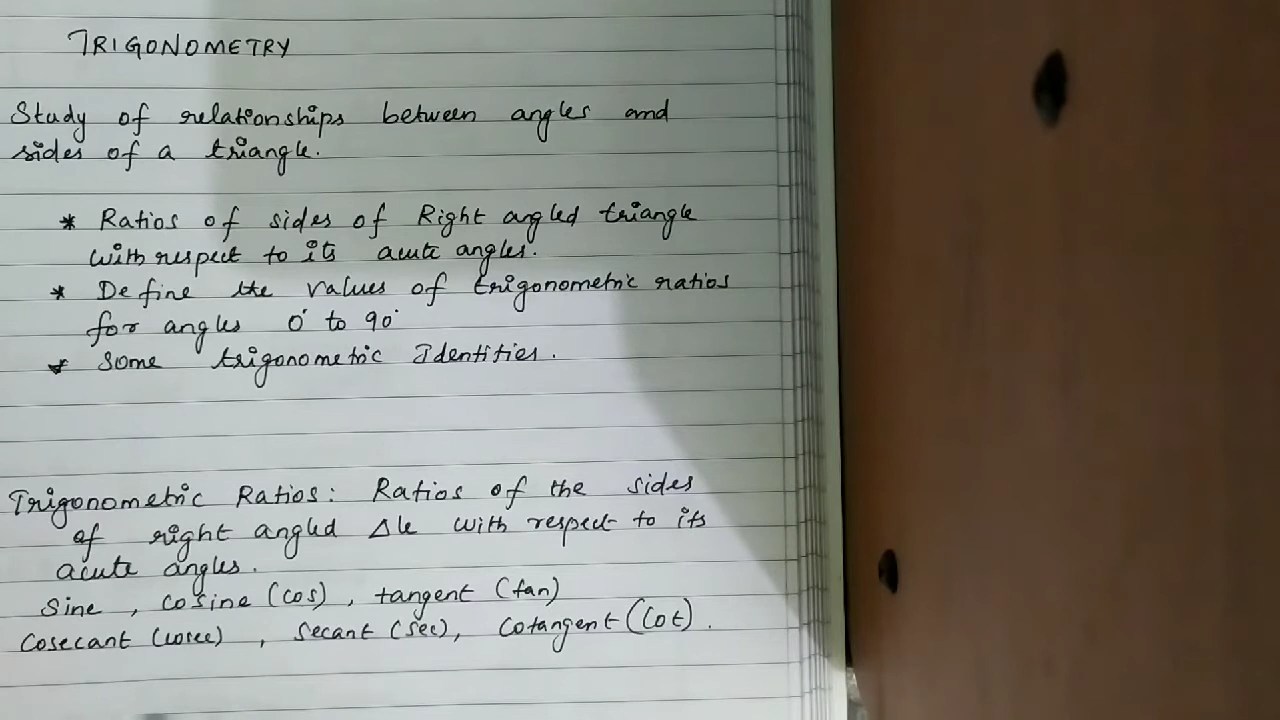 TRIGONOMETRY
Study of relationships between angles and
sides of a triangle.
* Ratios of sides of Right angled triangle
with respect to its acute angles.
* Define the values of trigonometric ratios
for angles 0° to 90°
* Some trigonometric Identities.
Trigonometric Ratios: Ratios of the sides
of right angled Δle with respect to its
acute angles.
Sine, cosine (cos), tangent (tan)
Cosecant (cosec), Secant (sec), Cotangent (Cot).